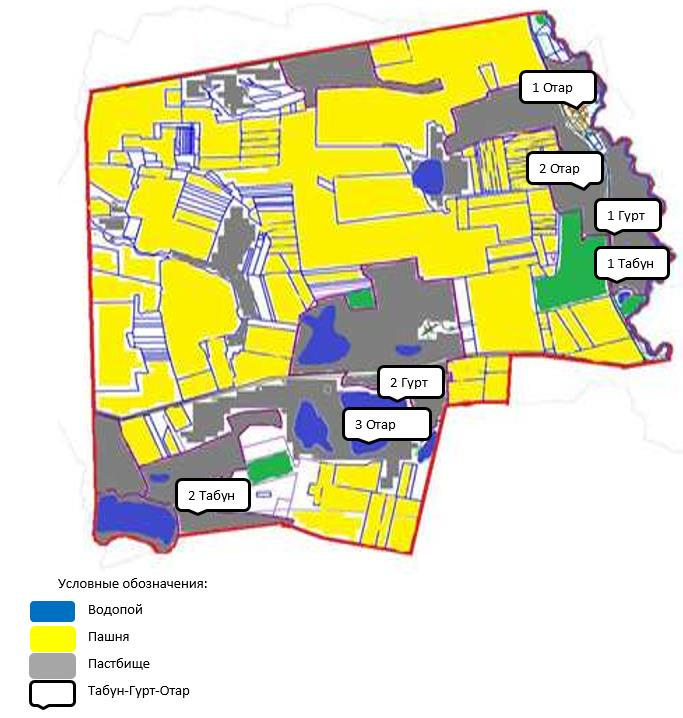 1 Отар
2 Отар
1 Гурт
1 Табун
2 Гурт
3 Отар
2 Табун
Условные обозначения:
Водопой
Пашня
Пастбище
Табун-Гурт-Отар